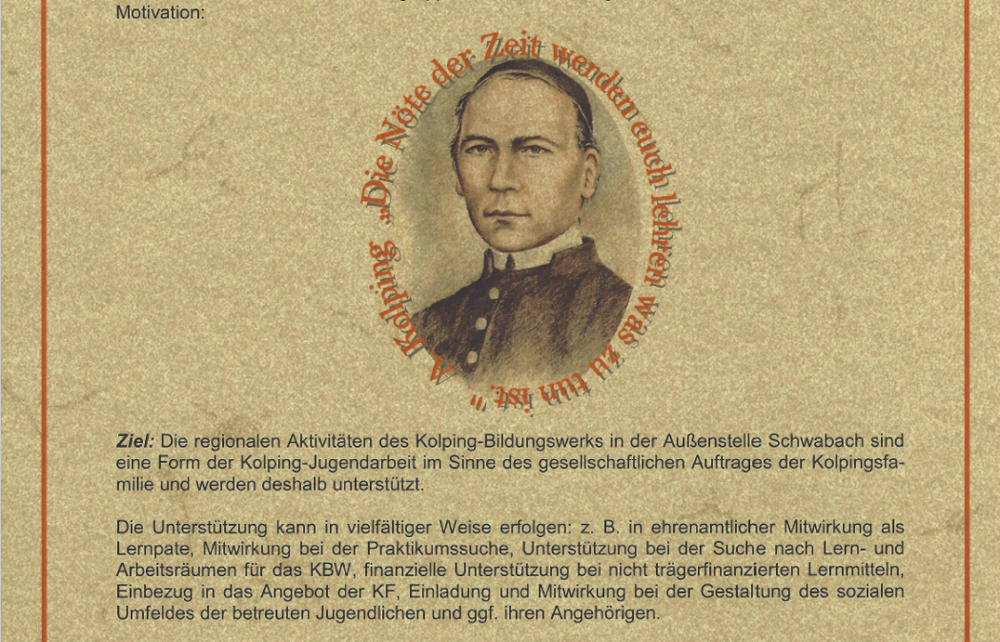 Motivation:
A Kolping „Die Nöte der Zeit werden euch lehren was zu tun ist."
Ziel: Die regionalen Aktivitäten des Kolping-Bildungswerks in der Außenstelle Schwabach sind
eine Form der Kolping-Jugendarbeit im Sinne des gesellschaftlichen Auftrages der Kolpingsfa-
milie und werden deshalb unterstützt.
Die Unterstützung kann in vielfältiger Weise erfolgen: z. B. in ehrenamtlicher Mitwirkung als
Lernpate, Mitwirkung bei der Praktikumssuche, Unterstützung bei der Suche nach Lern- und
Arbeitsräumen für das KBW, finanzielle Unterstützung bei nicht trägerfinanzierten Lernmitteln,
Einbezug in das Angebot der KF, Einladung und Mitwirkung bei der Gestaltung des sozialen
Umfeldes der betreuten Jugendlichen und ggf. ihren Angehörigen.